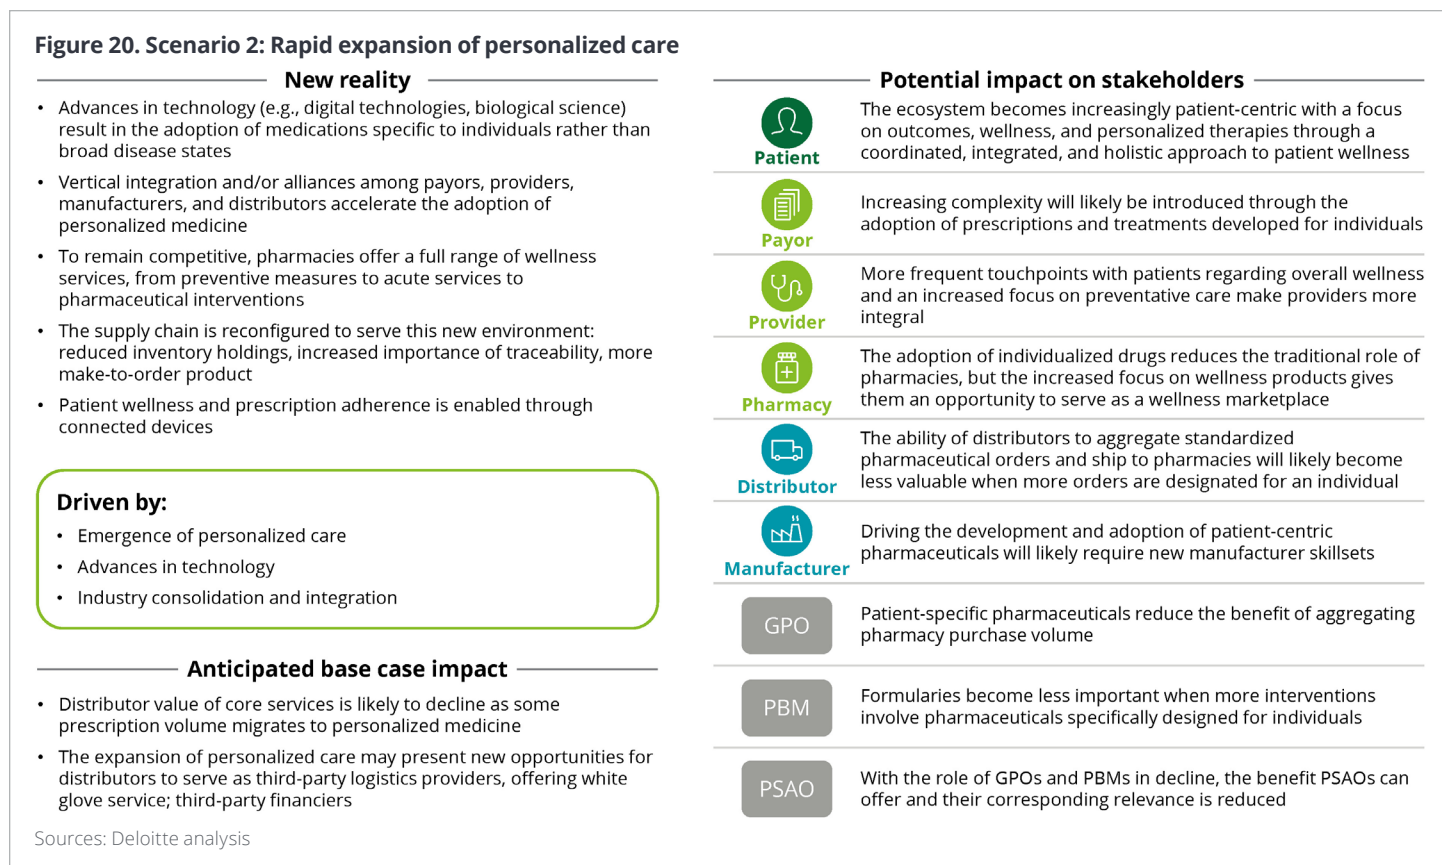 Figure 20. Scenario 2: Rapid expansion of personalized care
New reality
• Advances in technology (e.g., digital technologies, biological science)
result in the adoption of medications specific to individuals rather than
broad disease states
• Vertical integration and/or alliances among payors, providers,
manufacturers, and distributors accelerate the adoption of
personalized medicine
• To remain competitive, pharmacies offer a full range of wellness
services, from preventive measures to acute services to
pharmaceutical interventions
• The supply chain is reconfigured to serve this new environment:
reduced inventory holdings, increased importance of traceability, more
make-to-order product
• Patient wellness and prescription adherence is enabled through
connected devices
Driven by:
• Emergence of personalized care
• Advances in technology
• Industry consolidation and integration
Anticipated base case impact
• Distributor value of core services is likely to decline as some
prescription volume migrates to personalized medicine
• The expansion of personalized care may present new opportunities for
distributors to serve as third-party logistics providers, offering white
glove service; third-party financiers
Potential impact on stakeholders
Patient
The ecosystem becomes increasingly patient-centric with a focus
on outcomes, wellness, and personalized therapies through a
coordinated, integrated, and holistic approach to patient wellness
Payor
Increasing complexity will likely be introduced through the
adoption of prescriptions and treatments developed for individuals
Provider
More frequent touchpoints with patients regarding overall wellness
and an increased focus on preventative care make providers more
integral
Pharmacy
The adoption of individualized drugs reduces the traditional role of
pharmacies, but the increased focus on wellness products gives
them an opportunity to serve as a wellness marketplace
Distributor
The ability of distributors to aggregate standardized
pharmaceutical orders and ship to pharmacies will likely become
less valuable when more orders are designated for an individual
Manufacturer
Driving the development and adoption of patient-centric
pharmaceuticals will likely require new manufacturer skillsets
GPO
Patient-specific pharmaceuticals reduce the benefit of aggregating
pharmacy purchase volume
PBM
Formularies become less important when more interventions
involve pharmaceuticals specifically designed for individuals
PSAO
With the role of GPOs and PBMs in decline, the benefit PSAOs can
offer and their corresponding relevance is reduced
Sources: Deloitte analysis